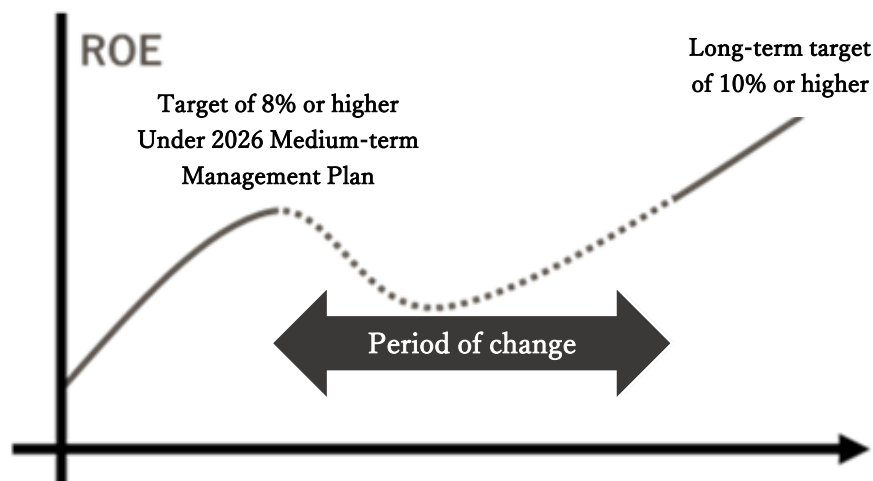 ROE
Long-term target
of 10% or higher
Target of 8% or higher
Under 2026 Medium-term
Management Plan
Period of change